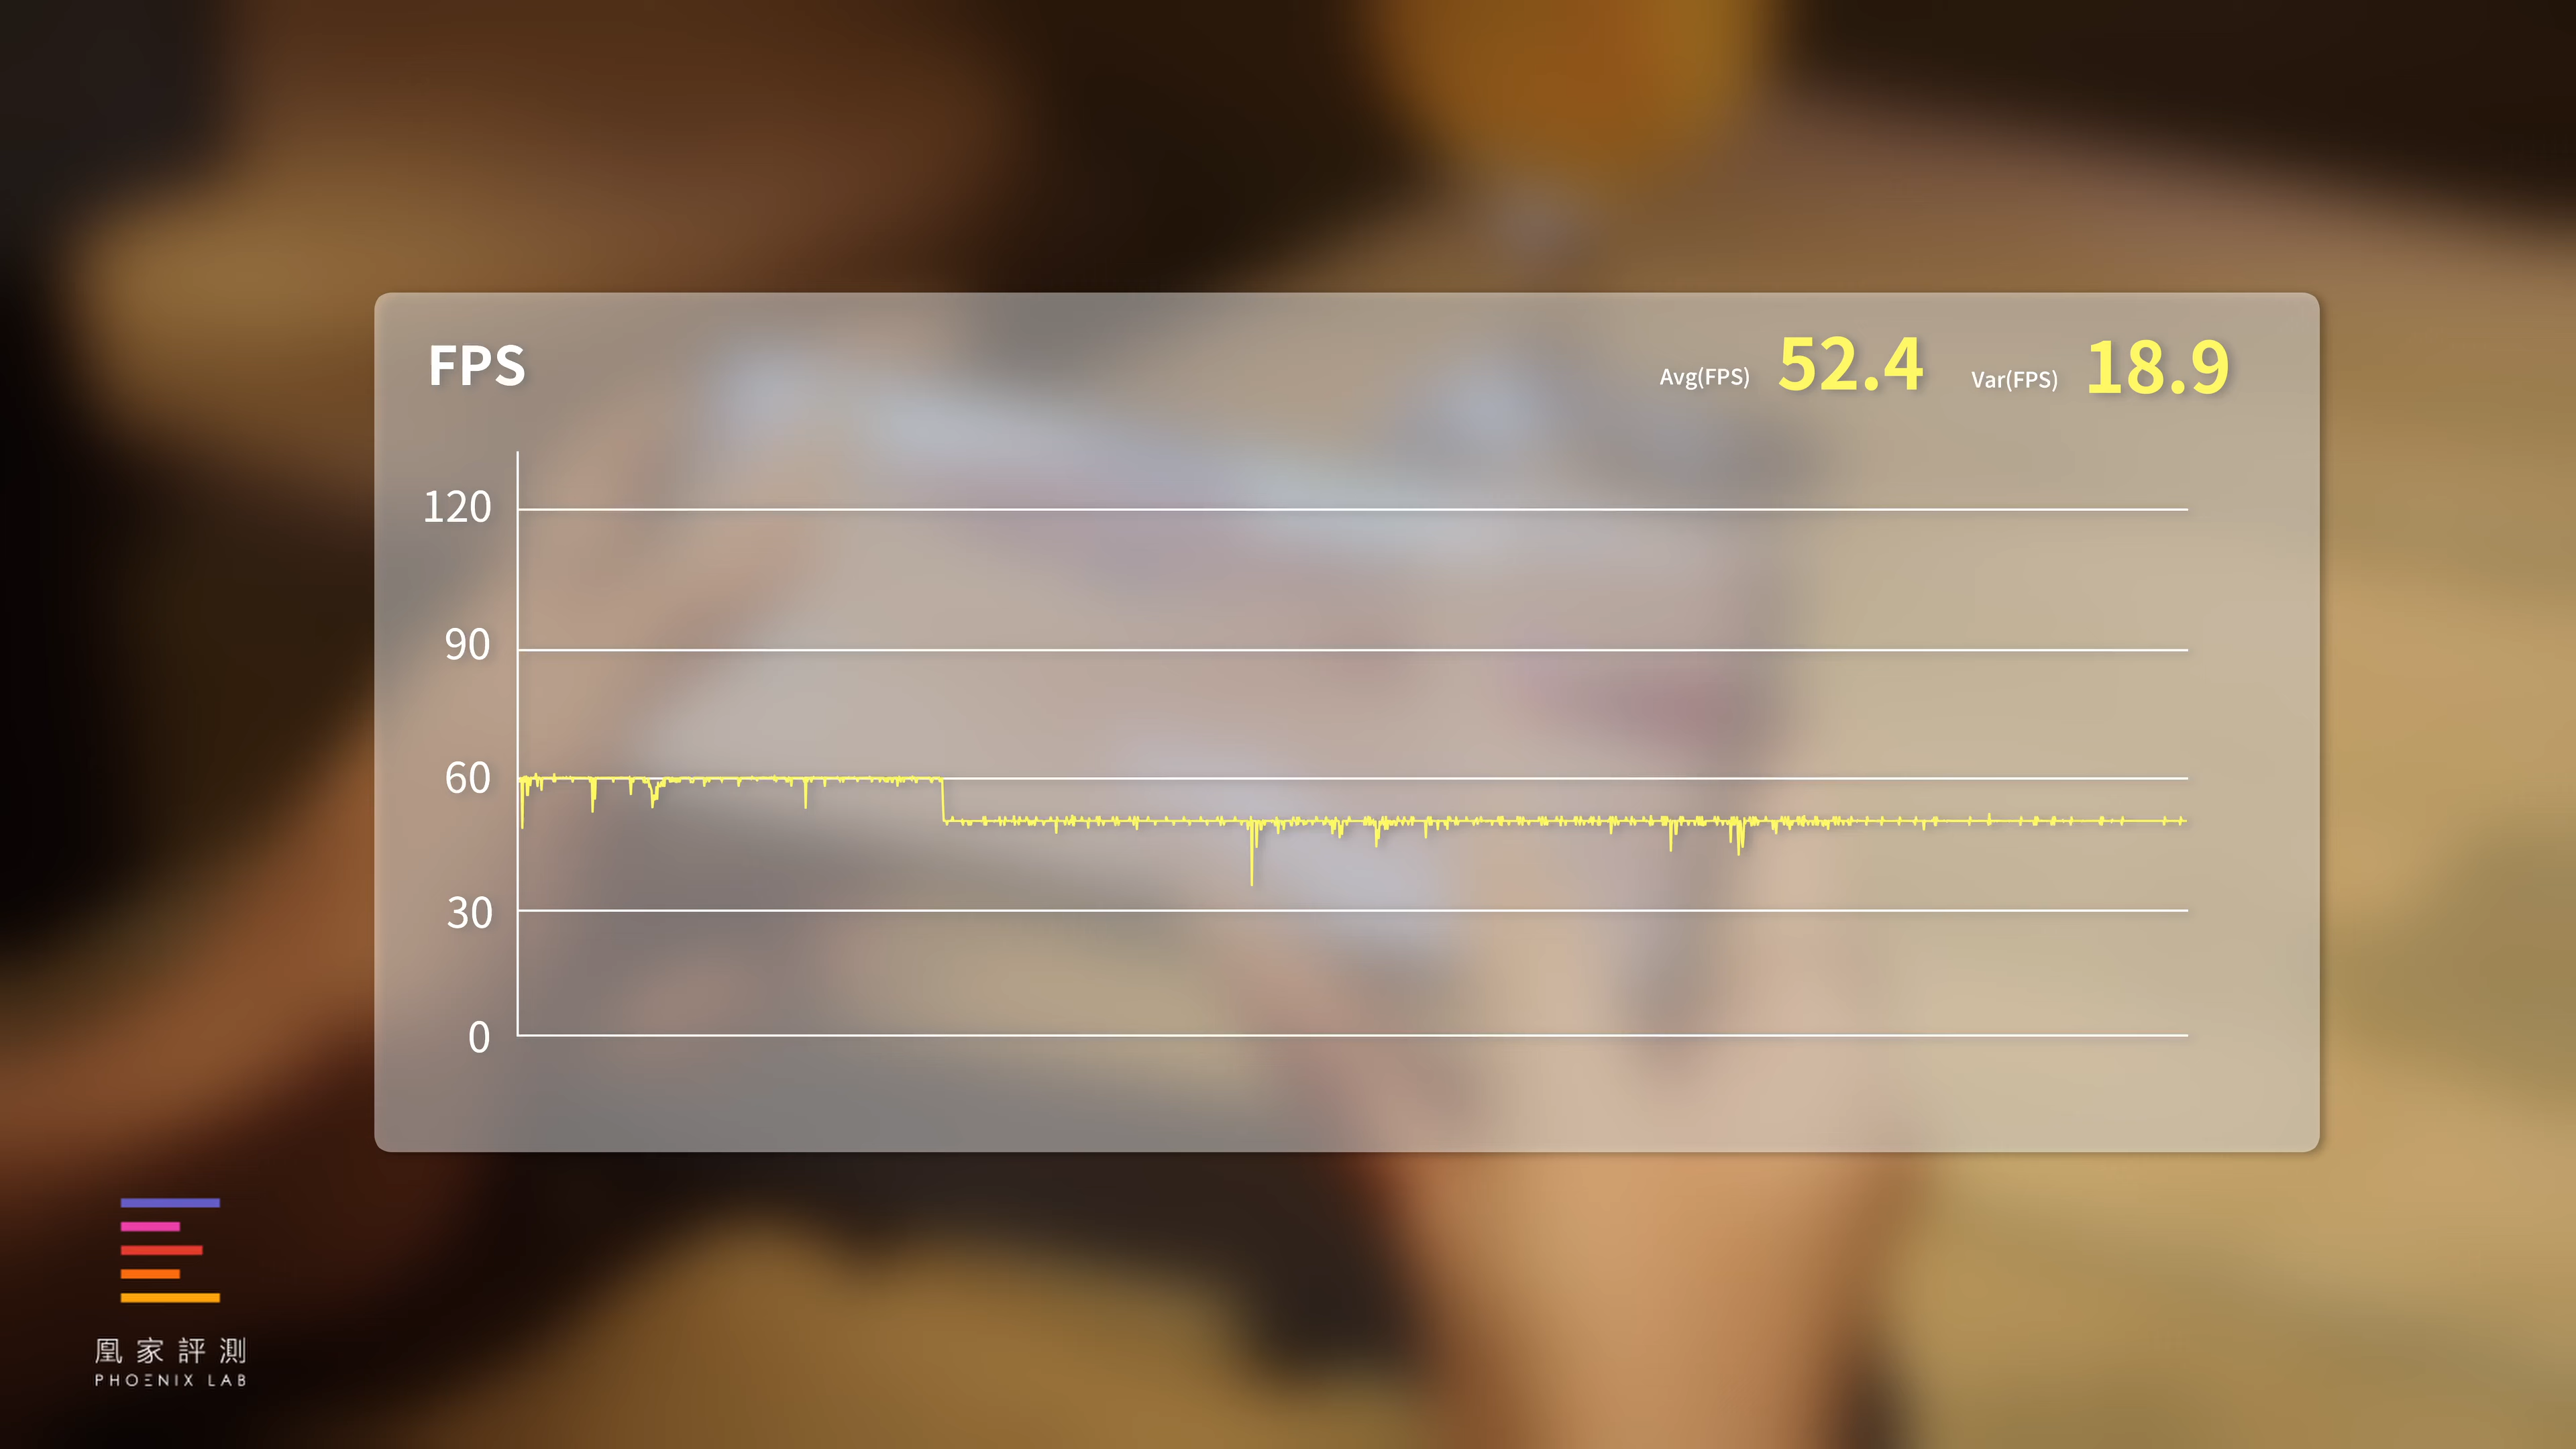 FPS
Avg(FPS) 52.4 Var(FPS) 18.9
120
90
60
30
0
凰家評測
PHOENIX LAB